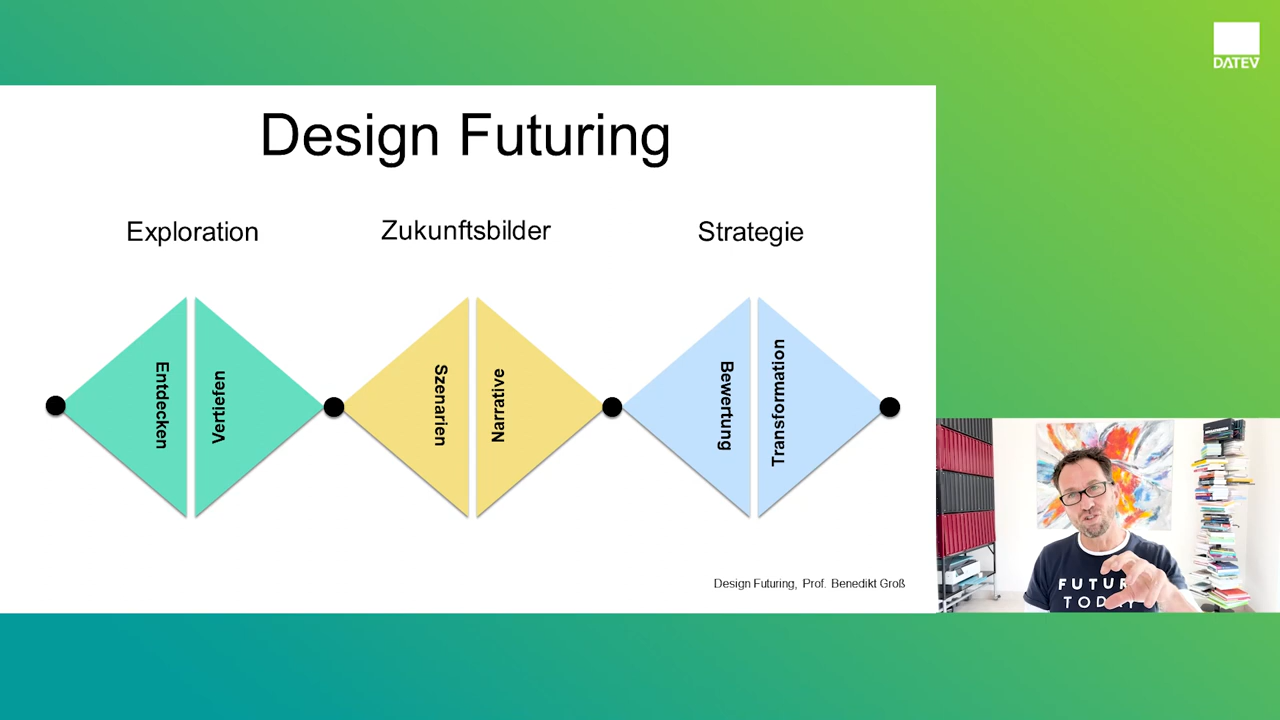 DATEV
Design Futuring
Exploration
Zukunftsbilder
Strategie
Entdecken
Vertiefen
Szenarien
Narrative
Bewertung
Transformation
Design Futuring, Prof. Benedikt Groß
FUTUR
TODAY